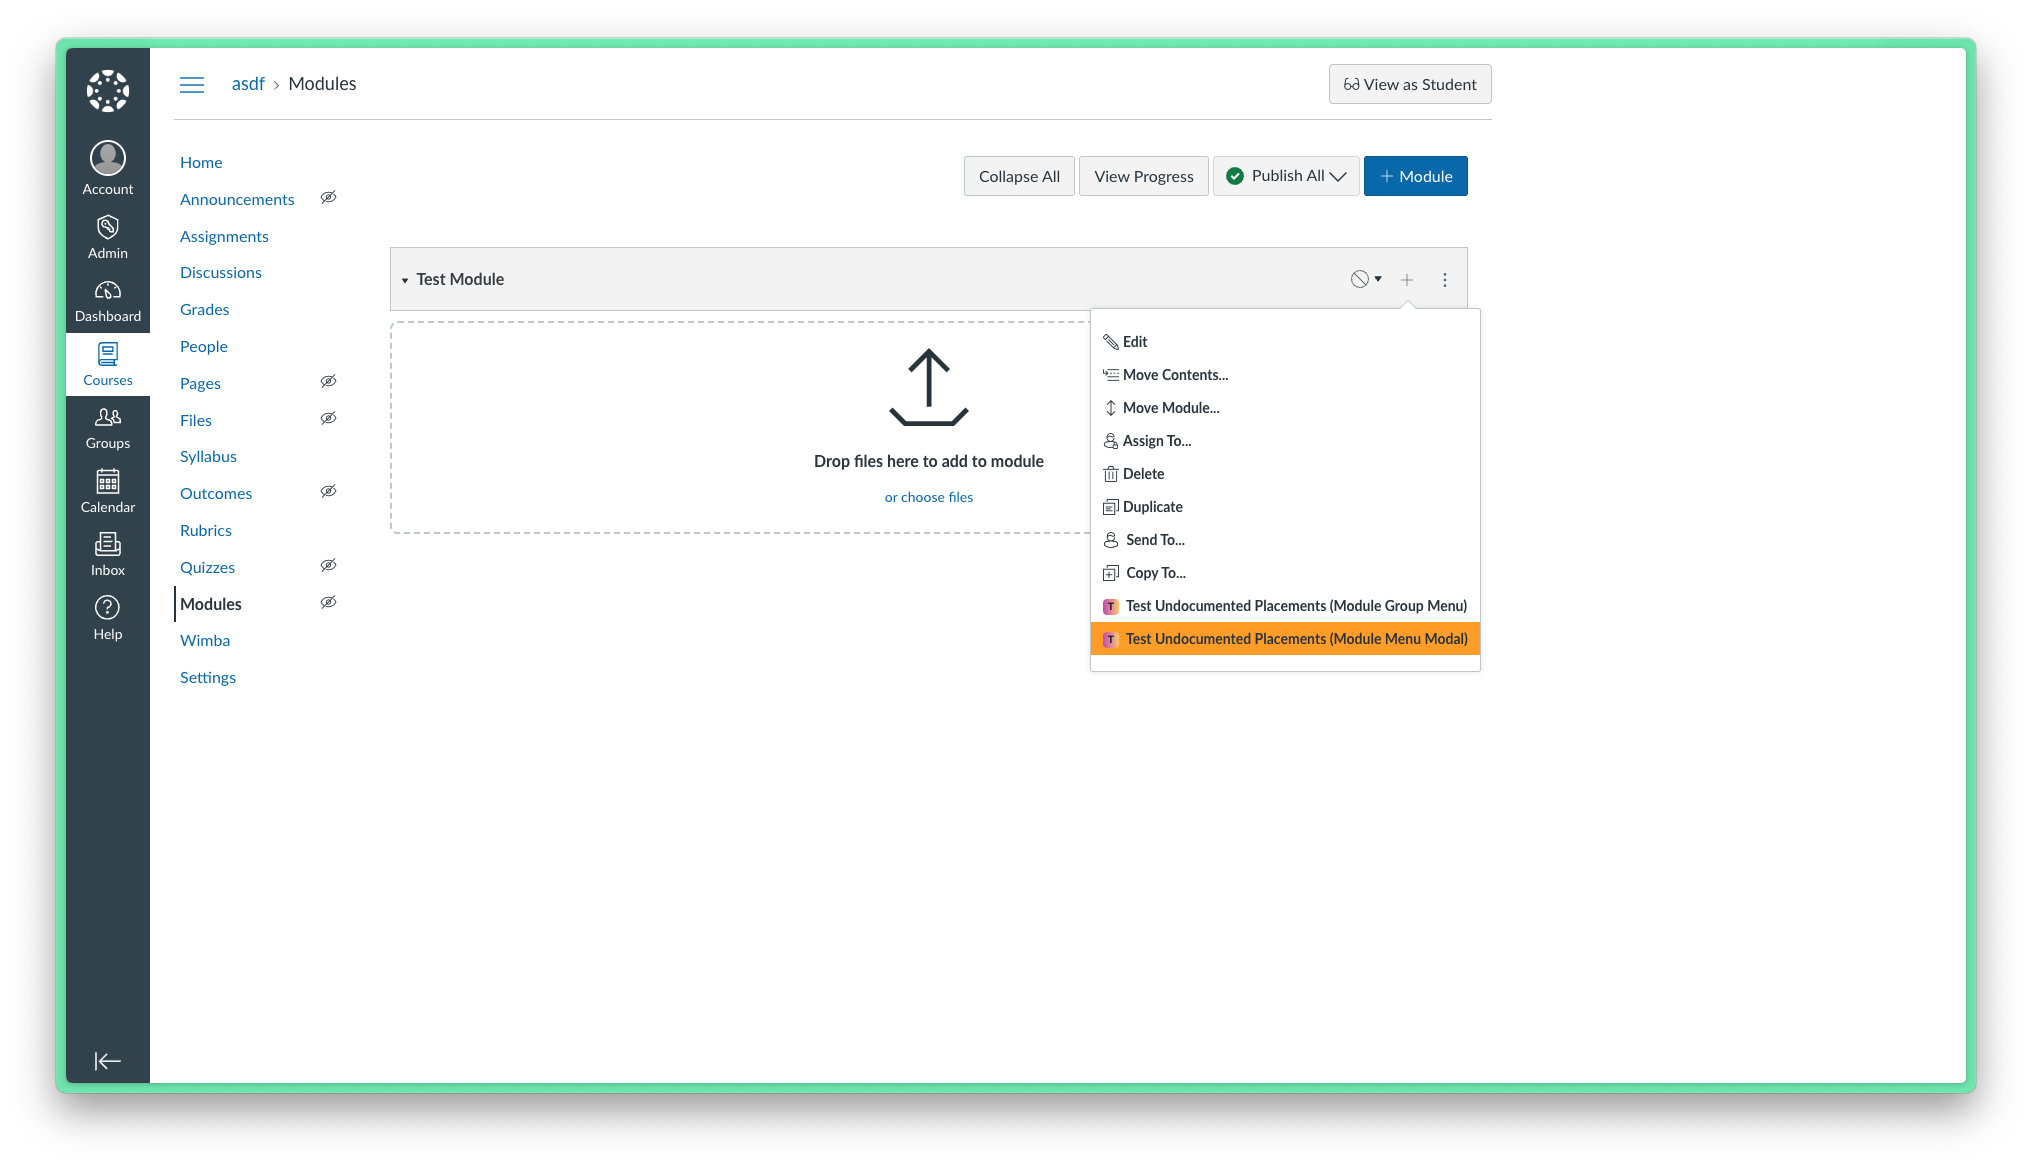 asdf › Modules
View as Student
Account
Admin
Dashboard
Courses
Groups
Calendar
Inbox
Help
Home
Announcements
Assignments
Discussions
Grades
People
Pages
Files
Syllabus
Outcomes
Rubrics
Quizzes
Modules
Wimba
Settings
Collapse All
View Progress
Publish All
+ Module
Test Module
Drop files here to add to module
or choose files
Edit
Move Contents...
Move Module...
Assign To...
Delete
Duplicate
Send To...
Copy To...
T Test Undocumented Placements (Module Group Menu)
T Test Undocumented Placements (Module Menu Modal)